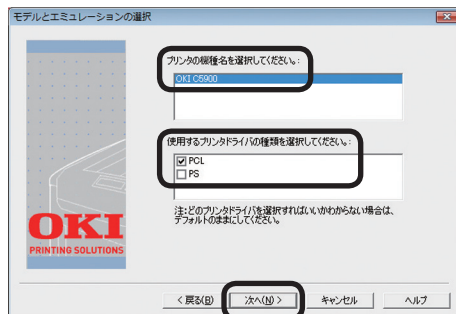 モデルとエミュレーションの選択
プリンタの機種名を選択してください。:
OKI C5900
使用するプリンタドライバの種類を選択してください。:
PCL
PS
注:どのプリンタドライバを選択すればいいかわからない場合は、
デフォルトのままにしてください。
OKI
PRINTING SOLUTIONS
< 戻る(B)
次へ(N) >
キャンセル
ヘルプ